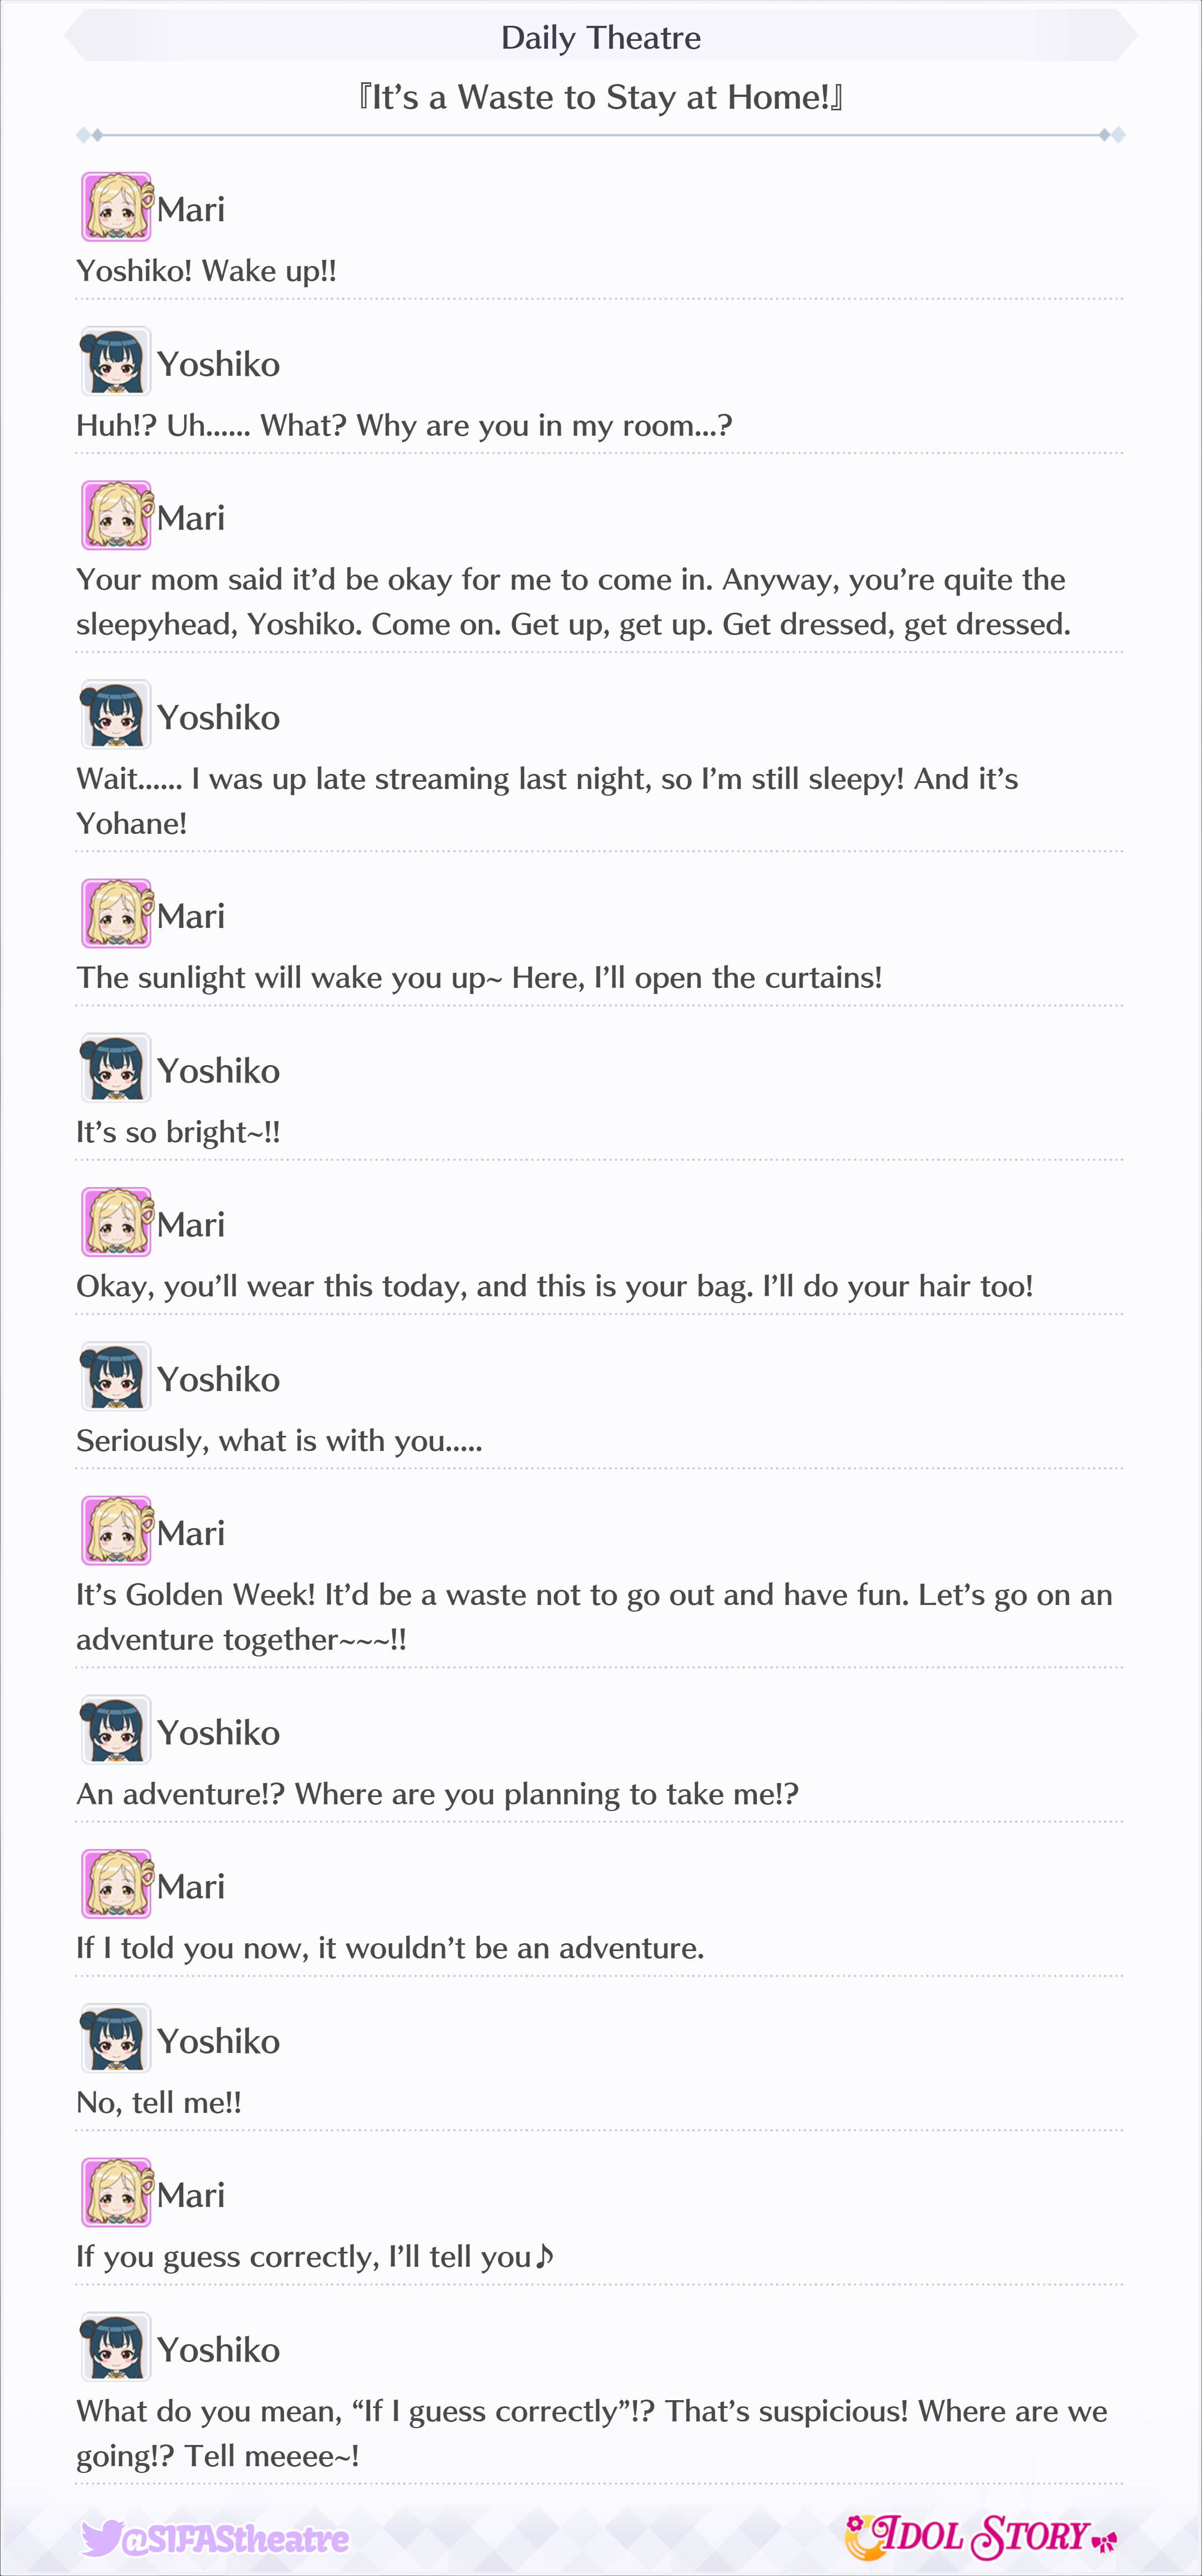 Daily Theatre
『It’s a Waste to Stay at Home!』
Mari
Yoshiko! Wake up!!
Yoshiko
Huh!? Uh...... What? Why are you in my room...?
Mari
Your mom said it’d be okay for me to come in. Anyway, you’re quite the
sleepyhead, Yoshiko. Come on. Get up, get up. Get dressed, get dressed.
Yoshiko
Wait...... I was up late streaming last night, so I’m still sleepy! And it’s
Yohane!
Mari
The sunlight will wake you up~ Here, I’ll open the curtains!
Yoshiko
It’s so bright~!!
Mari
Okay, you’ll wear this today, and this is your bag. I’ll do your hair too!
Yoshiko
Seriously, what is with you.....
Mari
It’s Golden Week! It’d be a waste not to go out and have fun. Let’s go on an
adventure together~~~!!
Yoshiko
An adventure!? Where are you planning to take me!?
Mari
If I told you now, it wouldn’t be an adventure.
Yoshiko
No, tell me!!
Mari
If you guess correctly, I’ll tell you♪
Yoshiko
What do you mean, “If I guess correctly”!? That’s suspicious! Where are we
going!? Tell meeee~!
@SIFAStheatre
IDOL STORY